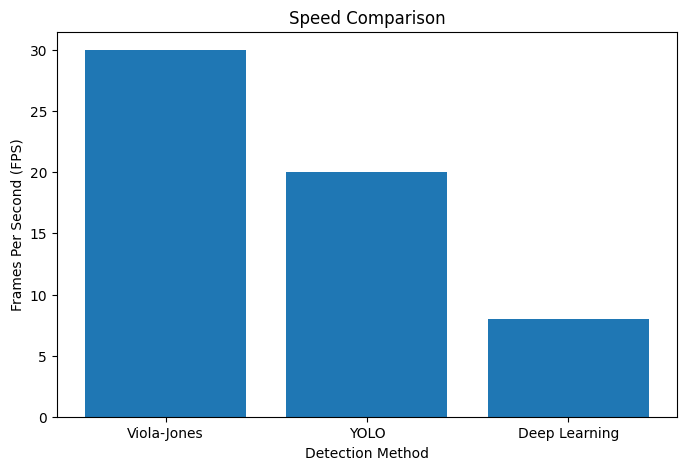 Speed Comparison
Frames Per Second (FPS)
30
25
20
15
10
5
0
Viola-Jones YOLO Deep Learning
Detection Method